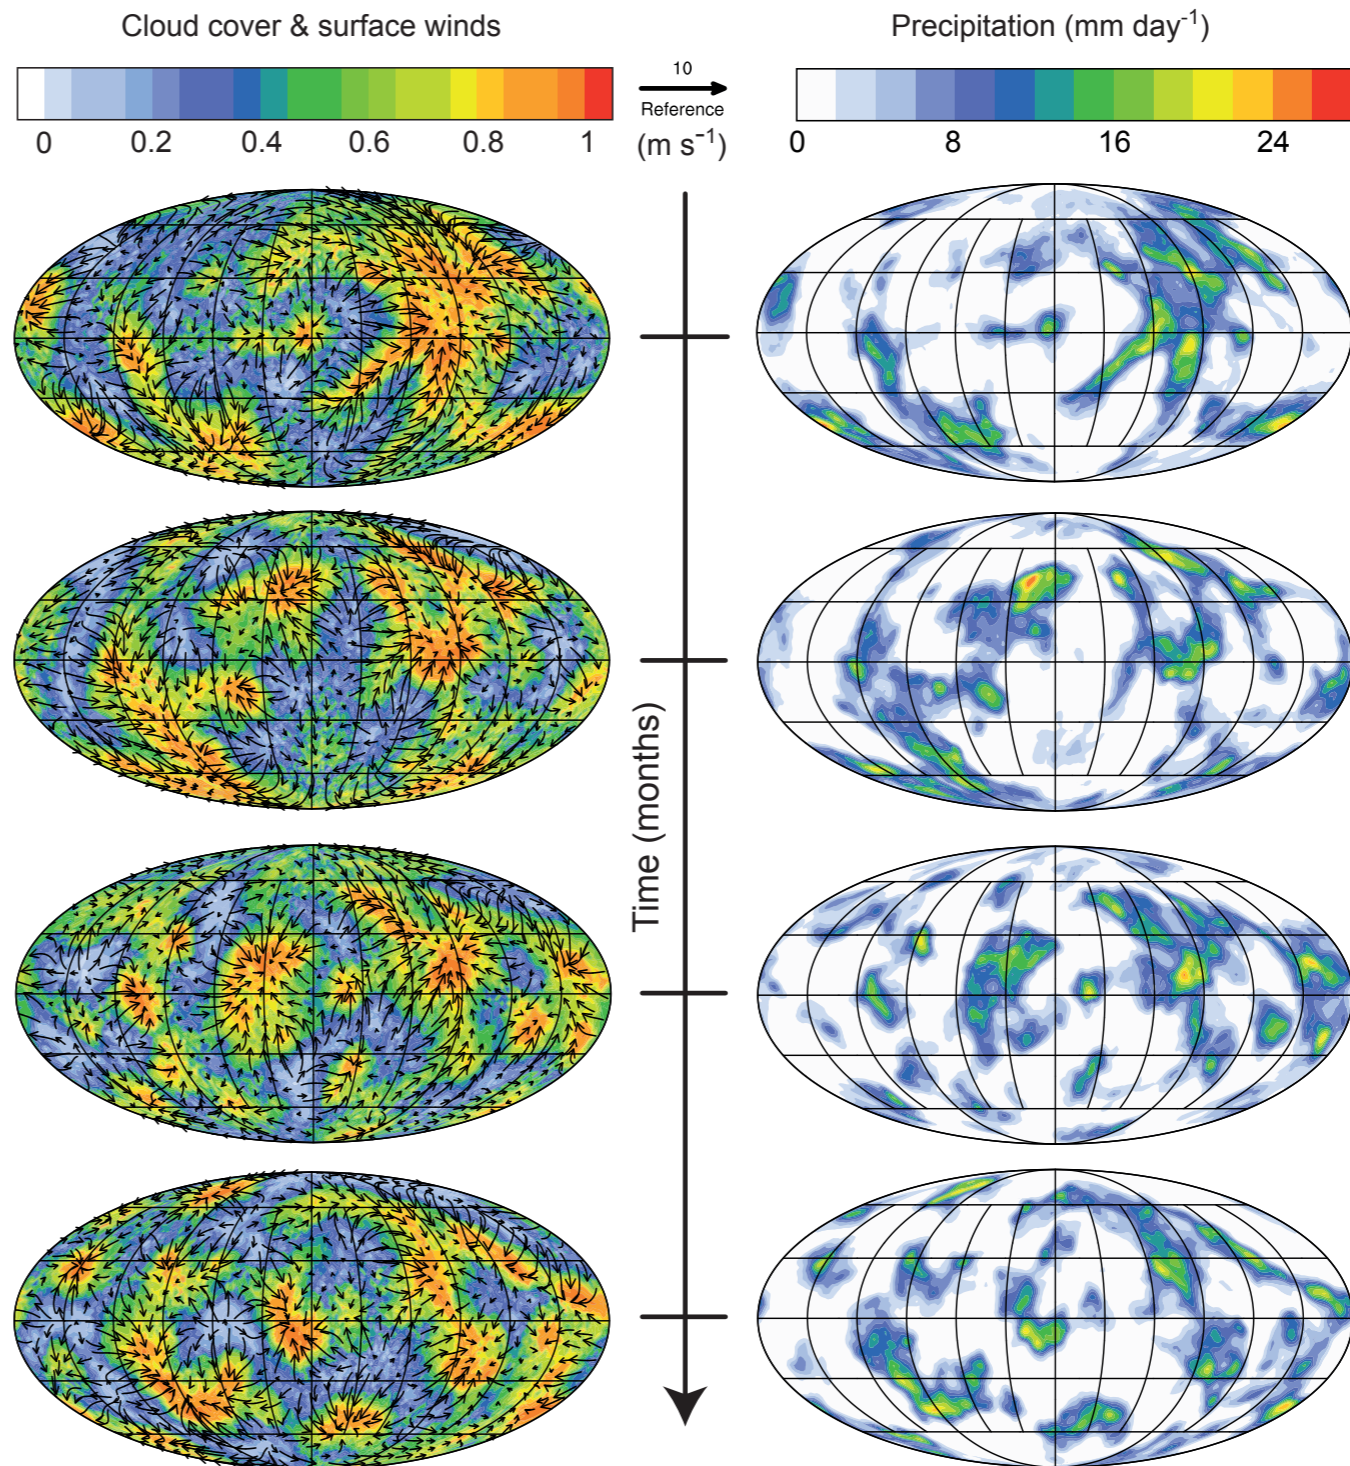 Cloud cover & surface winds
Precipitation (mm day⁻¹)
10
Reference
(m s⁻¹)
0 0.2 0.4 0.6 0.8 1
0 8 16 24
Time (months)